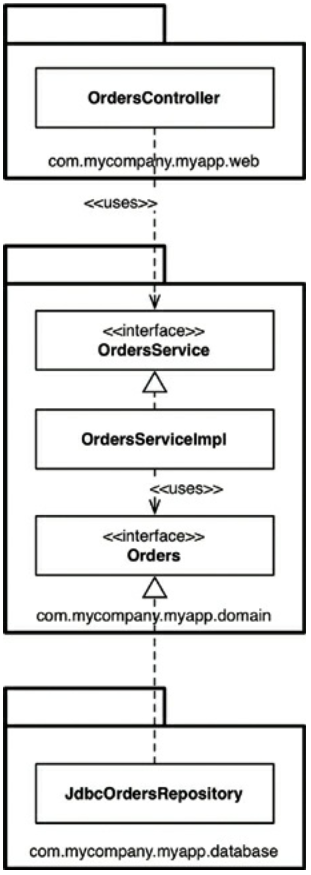 OrdersController
com.mycompany.myapp.web
<<uses>>
<<interface>>
OrdersService
OrdersServiceImpl
<<uses>>
<<interface>>
Orders
com.mycompany.myapp.domain
JdbcOrdersRepository
com.mycompany.myapp.database